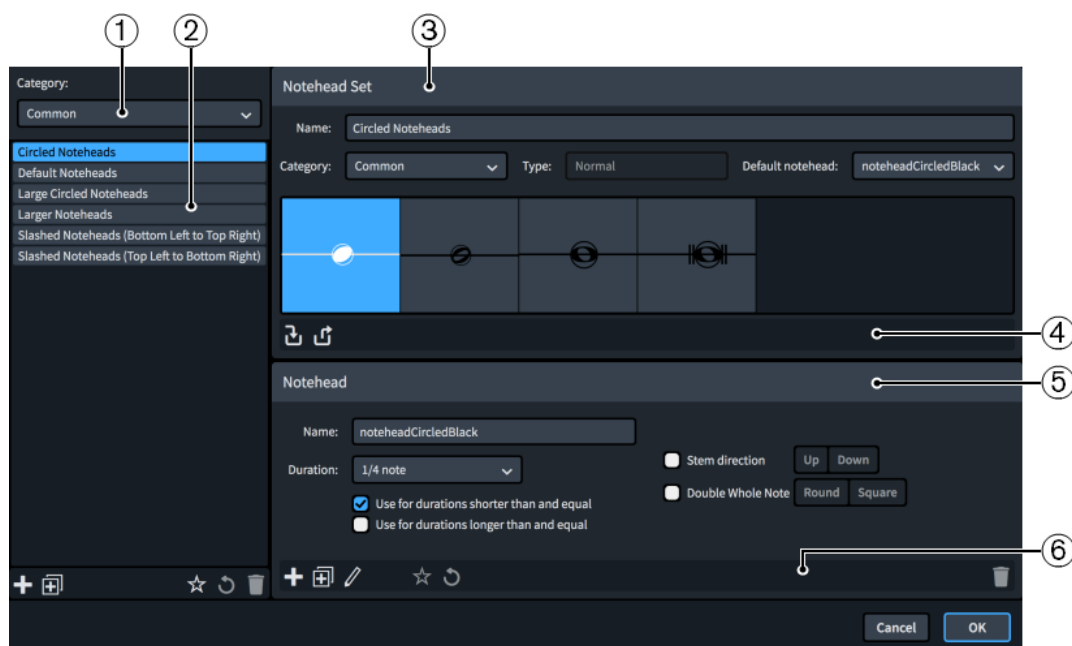 ① ② ③
Category:
Common
Circled Noteheads
Default Noteheads
Large Circled Noteheads
Larger Noteheads
Slashed Noteheads (Bottom Left to Top Right)
Slashed Noteheads (Top Left to Bottom Right)
Notehead Set
Name: Circled Noteheads
Category: Common Type: Normal Default notehead: noteheadCircledBlack
④
Notehead
⑤
Name: noteheadCircledBlack
Duration: 1/4 note
Use for durations shorter than and equal
Use for durations longer than and equal
Stem direction Up Down
Double Whole Note Round Square
⑥
Cancel OK